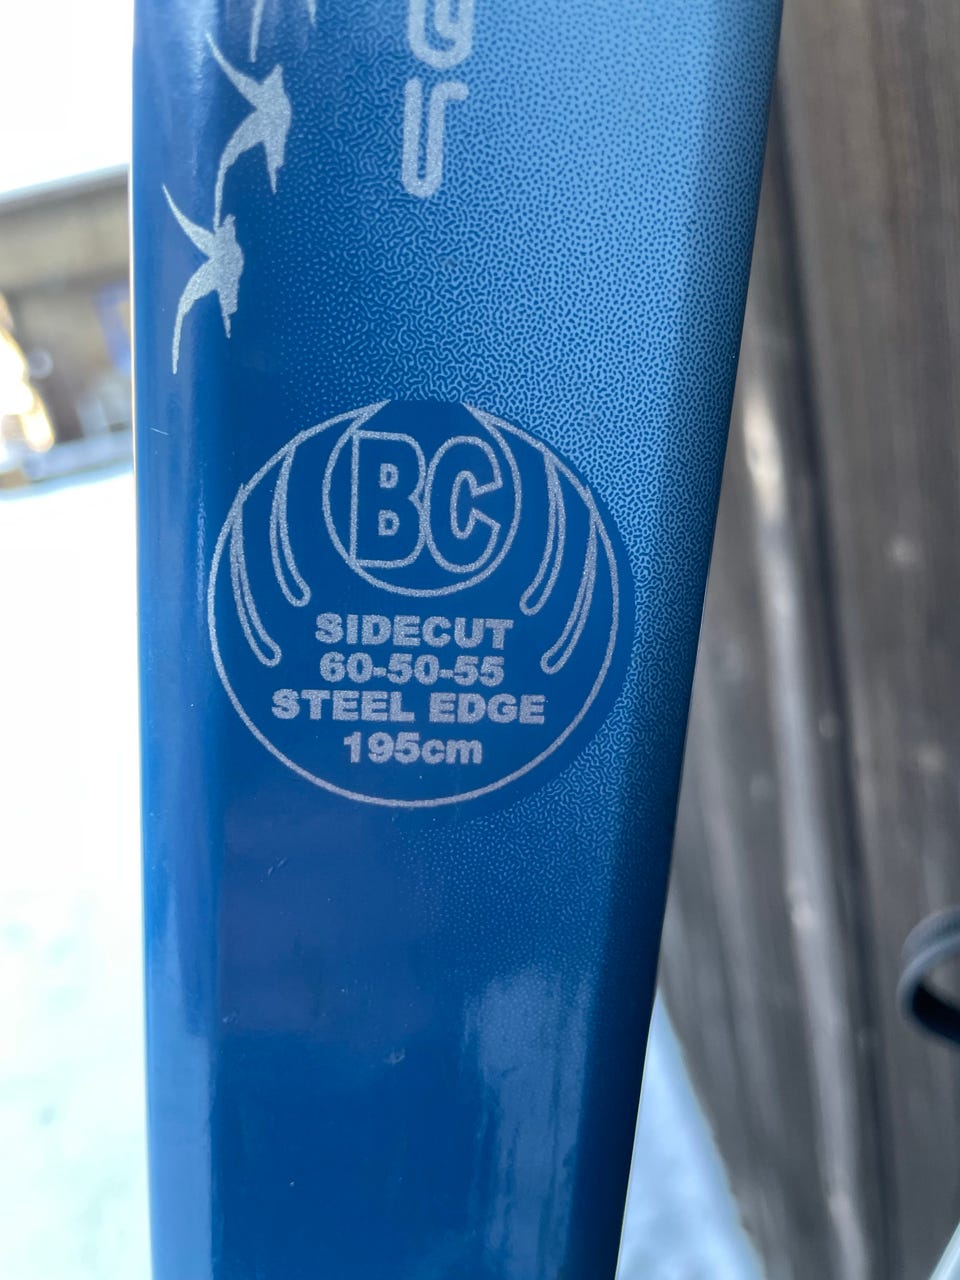 BC
SIDECUT
60-50-55
STEEL EDGE
195cm